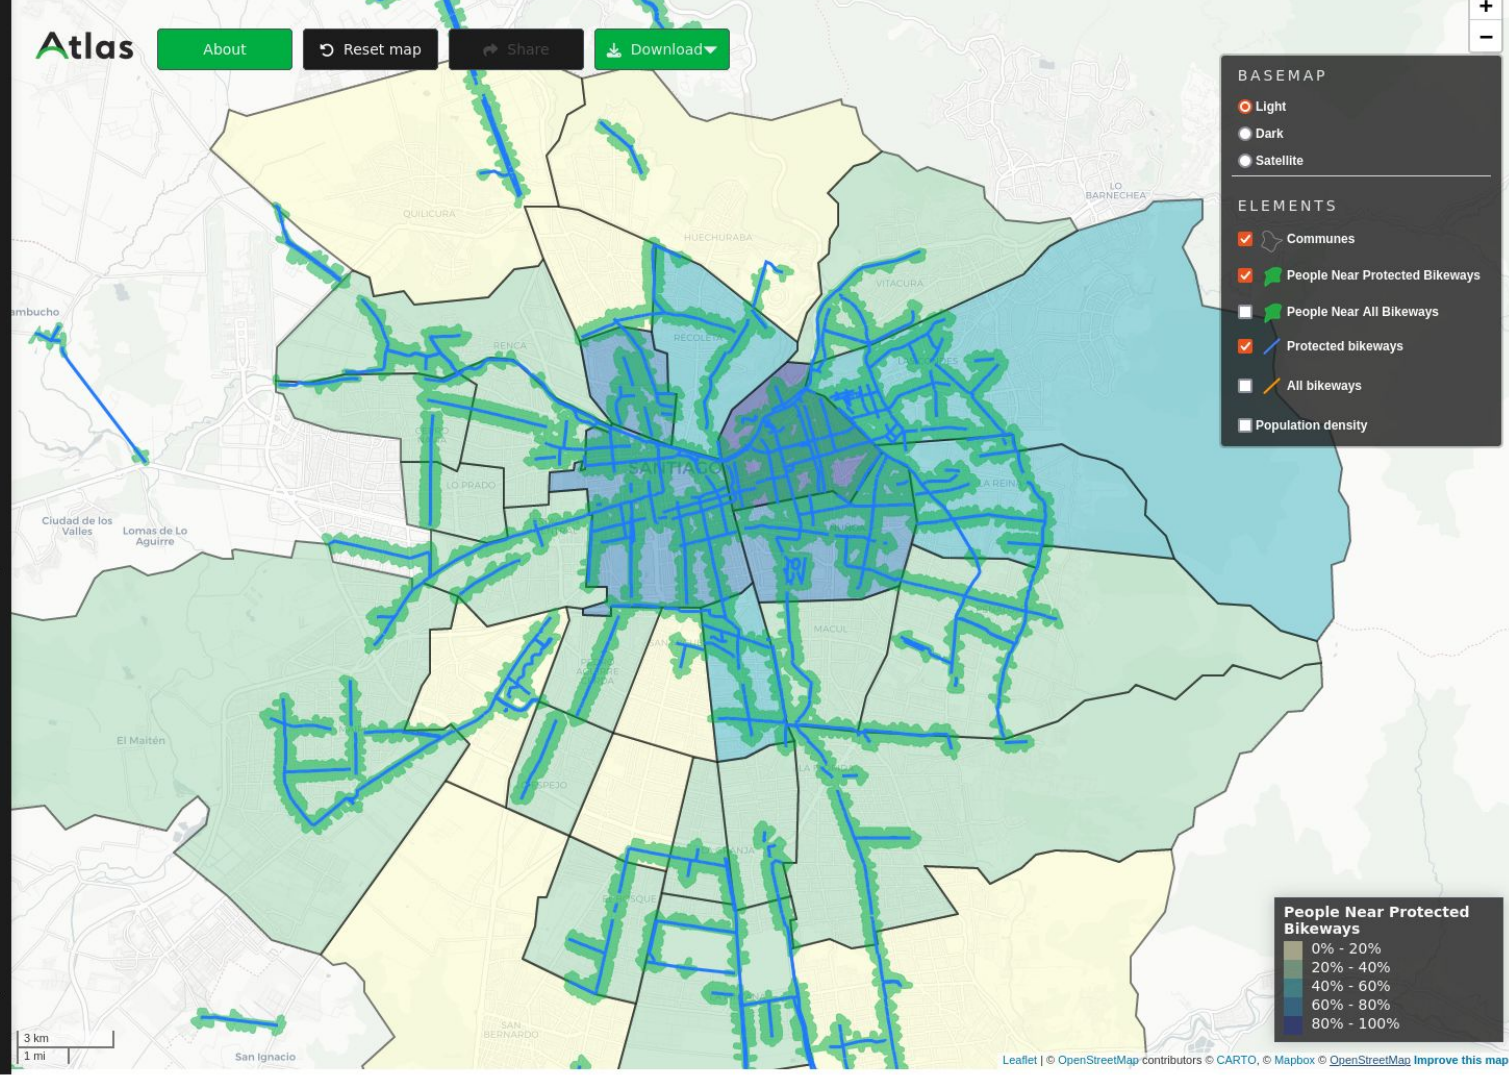 Atlas
About
Reset map
Share
Download
+
−
BASEMAP
Light
Dark
Satellite
ELEMENTS
Communes
People Near Protected Bikeways
People Near All Bikeways
Protected bikeways
All bikeways
Population density
LO
BARNECHEA
QUILICURA
HUECHURABA
VITACURA
ambucho
RENCA
RECOLETA
SANTIAGO
LO PRADO
LA REINA
Ciudad de los
Valles
Lomas de Lo
Aguirre
MACUL
El Maitén
SAN
BERNARDO
San Ignacio
People Near Protected
Bikeways
0% - 20%
20% - 40%
40% - 60%
60% - 80%
80% - 100%
3 km
1 mi
Leaflet | © OpenStreetMap contributors © CARTO, © Mapbox © OpenStreetMap Improve this map